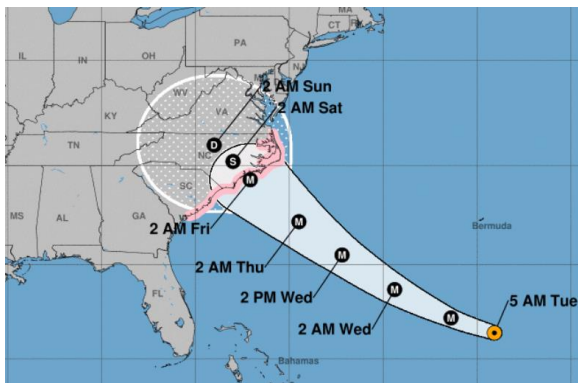 MA
CT
RI
PA
NJ
OH
IN
IL
MD
WV
2 AM Sun
VA
2 AM Sat
KY
D
S
NC
TN
M
SC
MS
AL
GA
2 AM Fri
M
Bermuda
2 AM Thu
M
2 PM Wed
M
FL
5 AM Tue
M
2 AM Wed
Bahamas